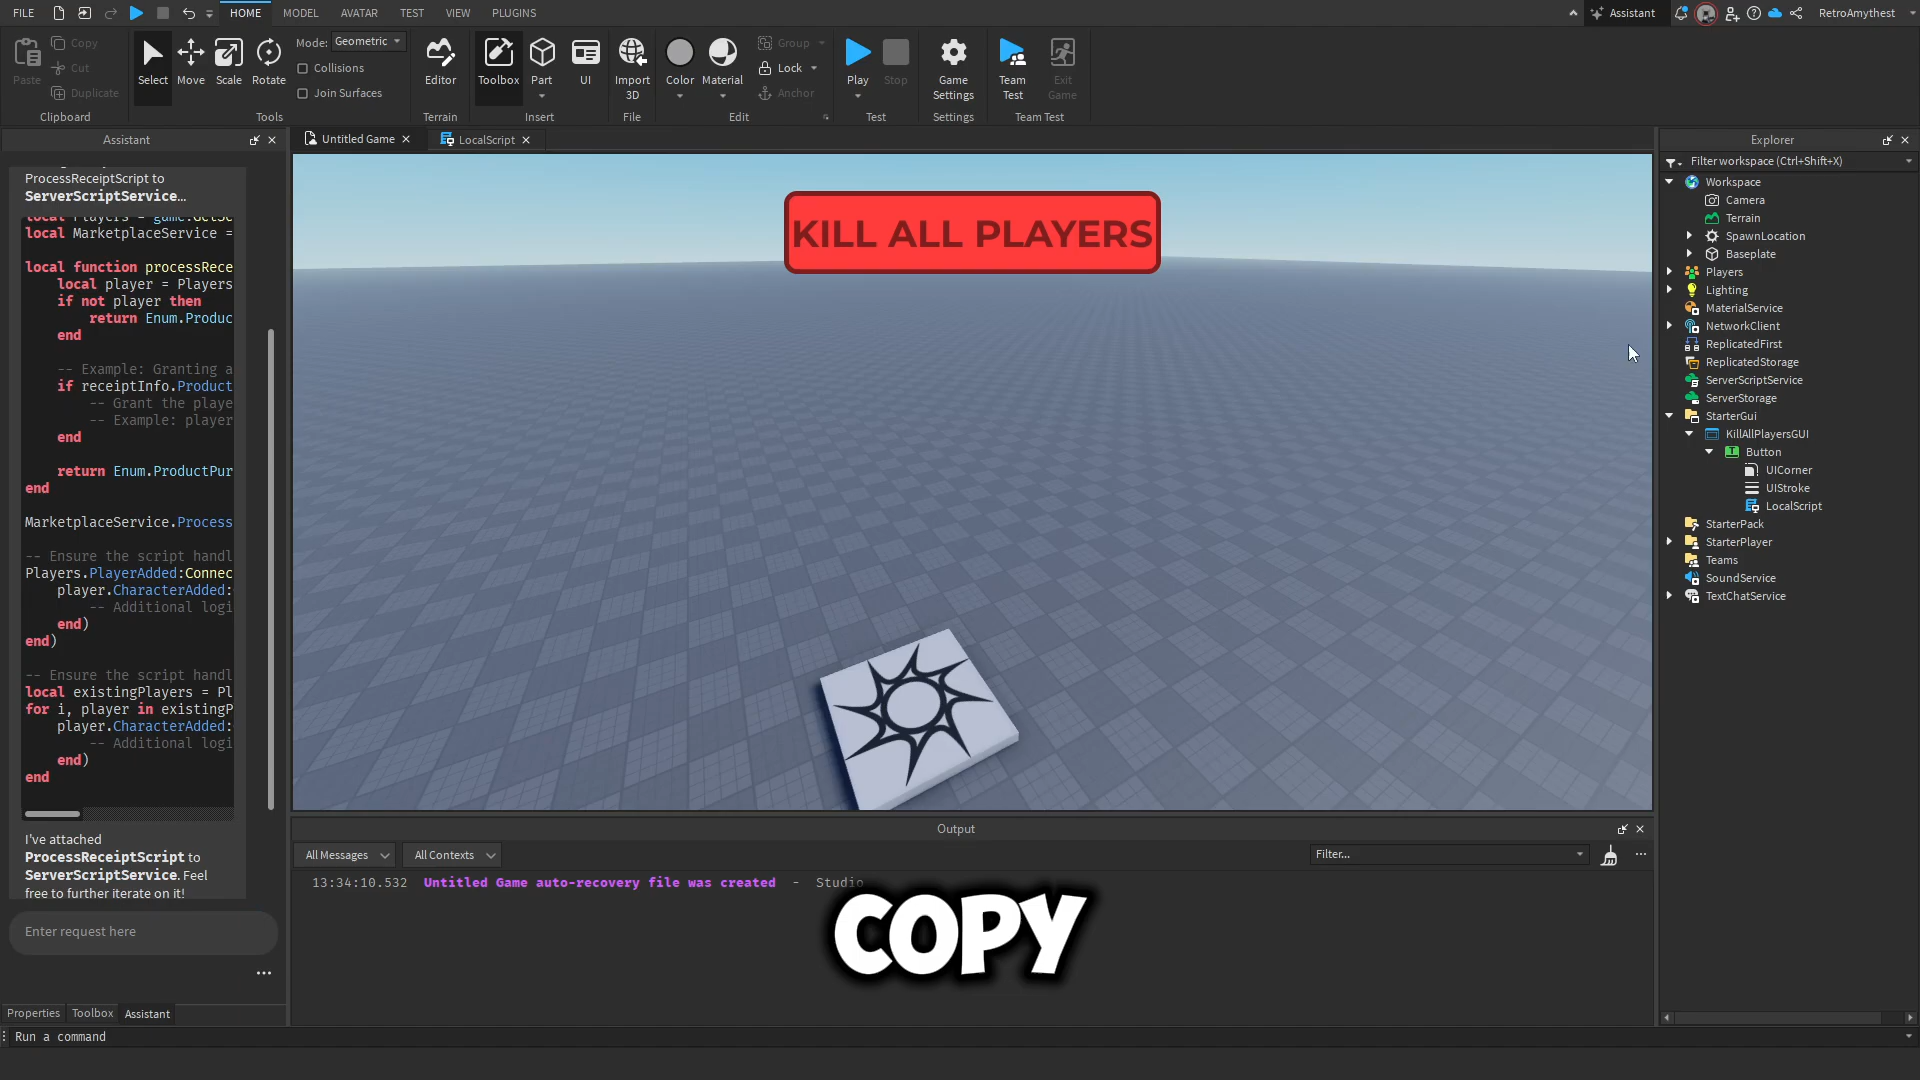 FILE HOME MODEL AVATAR TEST VIEW PLUGINS Assistant RetroAmythest
Paste Copy Cut Duplicate Clipboard
Select Move Scale Rotate Mode: Geometric Collisions Join Surfaces Tools
Editor Terrain
Toolbox Part UI Insert
Import 3D File
Color Material Group Lock Anchor Edit
Play Stop Test
Game Settings Settings
Team Test Exit Game Team Test
Assistant
Untitled Game LocalScript
Explorer
ProcessReceiptScript to
ServerScriptService...
local Players = game:GetSe
local MarketplaceService =
local function processRece
local player = Players
if not player then
return Enum.Produc
end
-- Example: Granting a
if receiptInfo.Product
-- Grant the playe
-- Example: player
end
return Enum.ProductPur
end
MarketplaceService.Process
-- Ensure the script handl
Players.PlayerAdded:Connec
player.CharacterAdded:
-- Additional logi
end)
end)
-- Ensure the script handl
local existingPlayers = Pl
for i, player in existingP
player.CharacterAdded:
-- Additional logi
end)
end
I've attached
ProcessReceiptScript to
ServerScriptService. Feel
free to further iterate on it!
Enter request here
...
Properties Toolbox Assistant
Run a command
KILL ALL PLAYERS
Output
All Messages All Contexts Filter... ...
13:34:10.532 Untitled Game auto-recovery file was created - Studio
COPY
Filter workspace (Ctrl+Shift+X)
Workspace
Camera
Terrain
SpawnLocation
Baseplate
Players
Lighting
MaterialService
NetworkClient
ReplicatedFirst
ReplicatedStorage
ServerScriptService
ServerStorage
StarterGui
KillAllPlayersGUI
Button
UICorner
UIStroke
LocalScript
StarterPack
StarterPlayer
Teams
SoundService
TextChatService